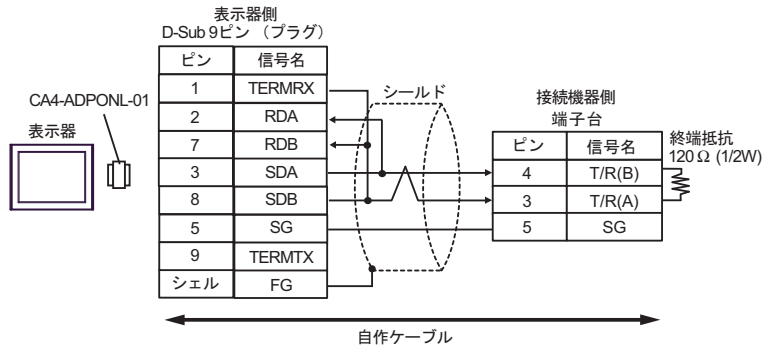 表示器側
D-Sub 9ピン （プラグ）
ピン 信号名
1 TERMRX
2 RDA
7 RDB
3 SDA
8 SDB
5 SG
9 TERMTX
シェル FG
CA4-ADPONL-01
表示器
シールド
接続機器側
端子台
ピン 信号名
4 T/R(B)
3 T/R(A)
5 SG
終端抵抗
120Ω (1/2W)
自作ケーブル